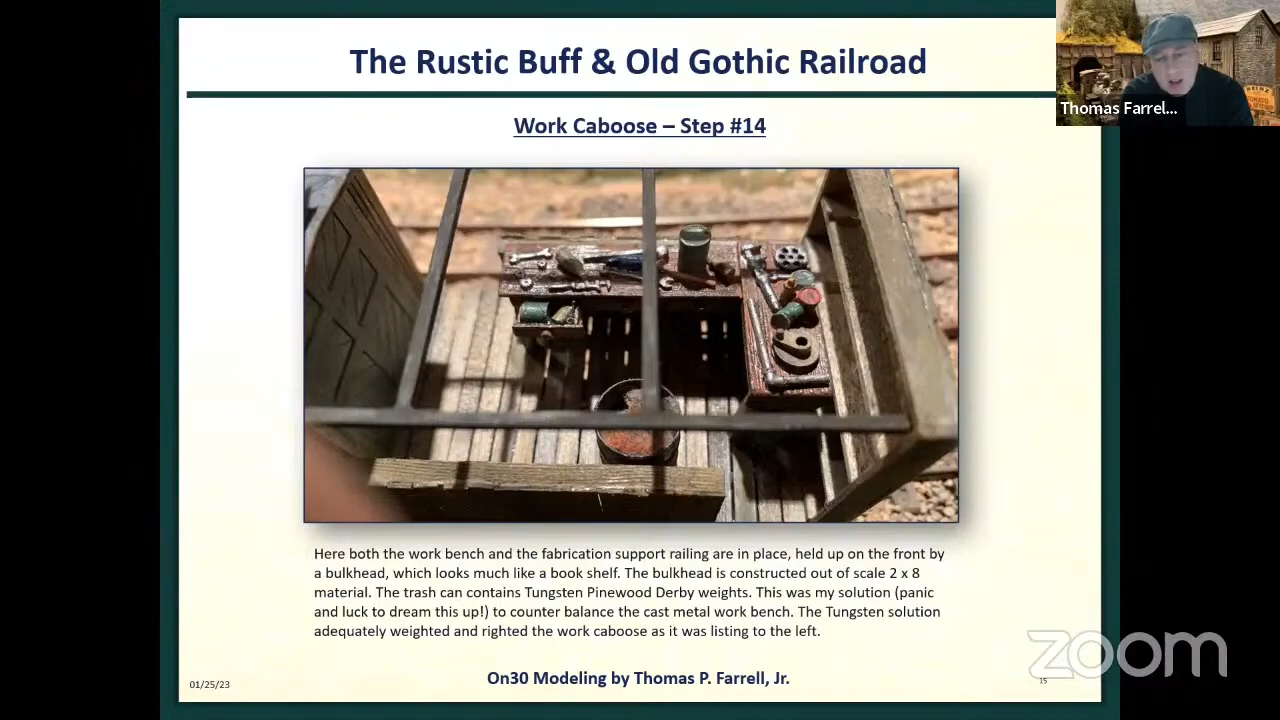 The Rustic Buff & Old Gothic Railroad
Thomas Farrel...
Work Caboose – Step #14
Here both the work bench and the fabrication support railing are in place, held up on the front by
a bulkhead, which looks much like a book shelf. The bulkhead is constructed out of scale 2 x 8
material. The trash can contains Tungsten Pinewood Derby weights. This was my solution (panic
and luck to dream this up!) to counter balance the cast metal work bench. The Tungsten solution
adequately weighted and righted the work caboose as it was listing to the left.
01/25/23
On30 Modeling by Thomas P. Farrell, Jr.
15
zoom